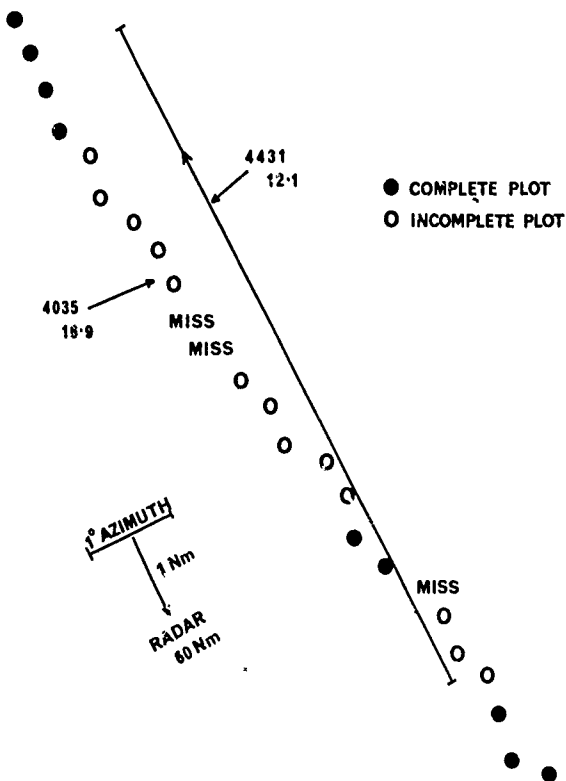 4431
12·1
COMPLETE PLOT
INCOMPLETE PLOT
4035
16·9
MISS
MISS
1° AZIMUTH
1 Nm
RADAR
60 Nm
MISS